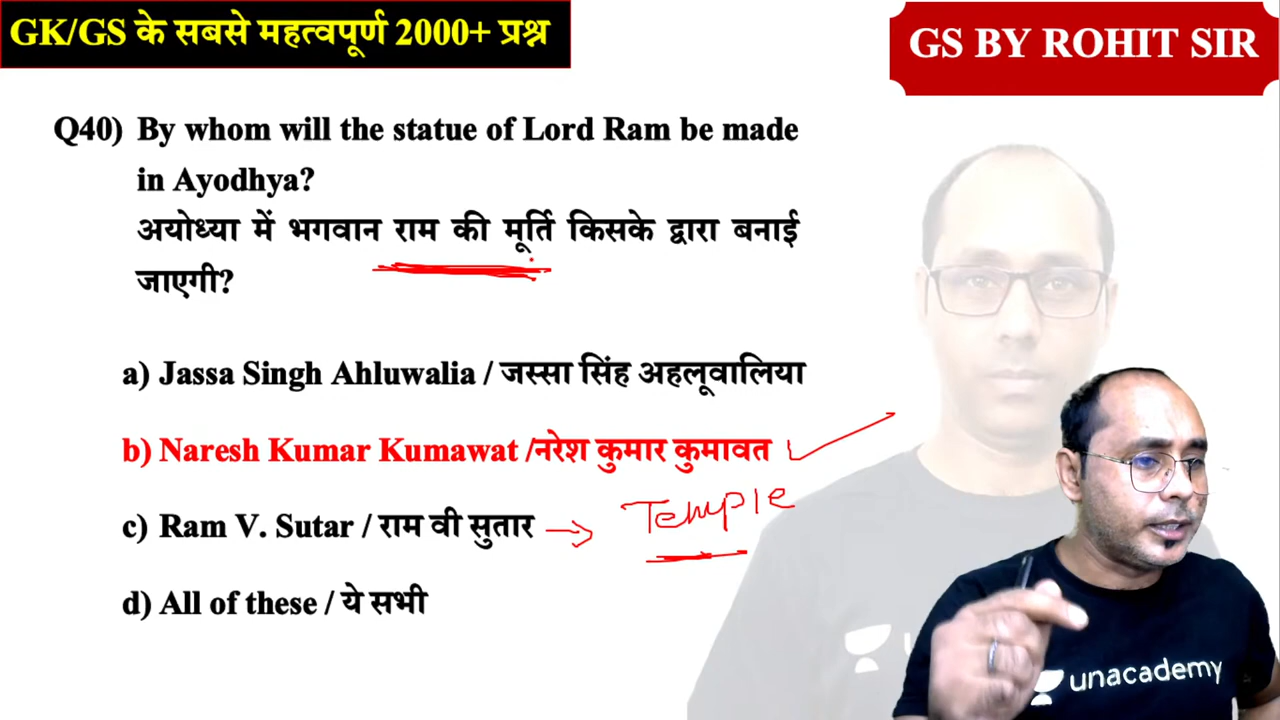 GK/GS के सबसे महत्वपूर्ण 2000+ प्रश्न
GS BY ROHIT SIR
Q40) By whom will the statue of Lord Ram be made
in Ayodhya?
अयोध्या में भगवान राम की मूर्ति किसके द्वारा बनाई
जाएगी?
a) Jassa Singh Ahluwalia / जस्सा सिंह अहलूवालिया
b) Naresh Kumar Kumawat /नरेश कुमार कुमावत
c) Ram V. Sutar / राम वी सुतार
Temple
d) All of these / ये सभी
unacademy